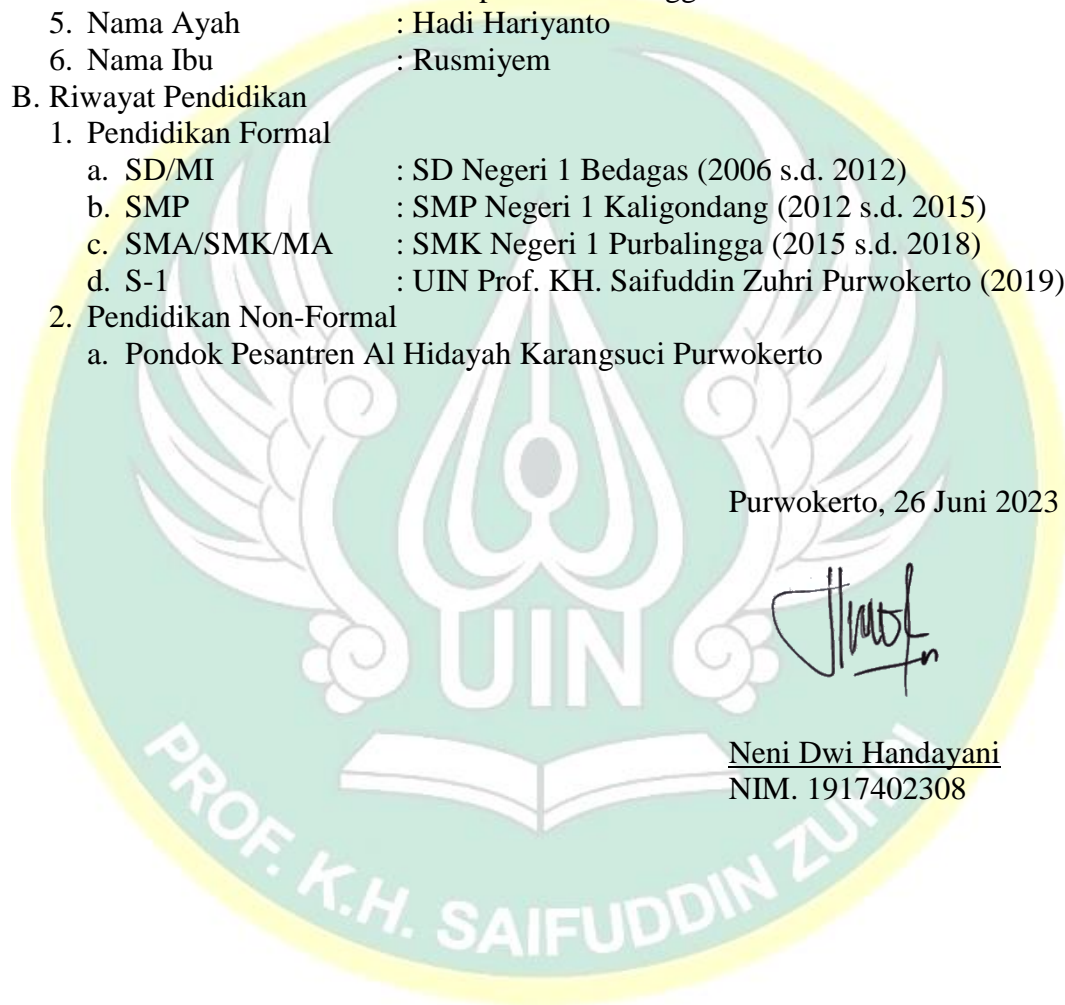 5. Nama Ayah : Hadi Hariyanto
6. Nama Ibu : Rusmiyem
B. Riwayat Pendidikan
1. Pendidikan Formal
a. SD/MI : SD Negeri 1 Bedagas (2006 s.d. 2012)
b. SMP : SMP Negeri 1 Kaligondang (2012 s.d. 2015)
c. SMA/SMK/MA : SMK Negeri 1 Purbalingga (2015 s.d. 2018)
d. S-1 : UIN Prof. KH. Saifuddin Zuhri Purwokerto (2019)
2. Pendidikan Non-Formal
a. Pondok Pesantren Al Hidayah Karangsuci Purwokerto
Purwokerto, 26 Juni 2023
UIN
Neni Dwi Handayani
NIM. 1917402308
PROF. K.H. SAIFUDDIN ZUHRI